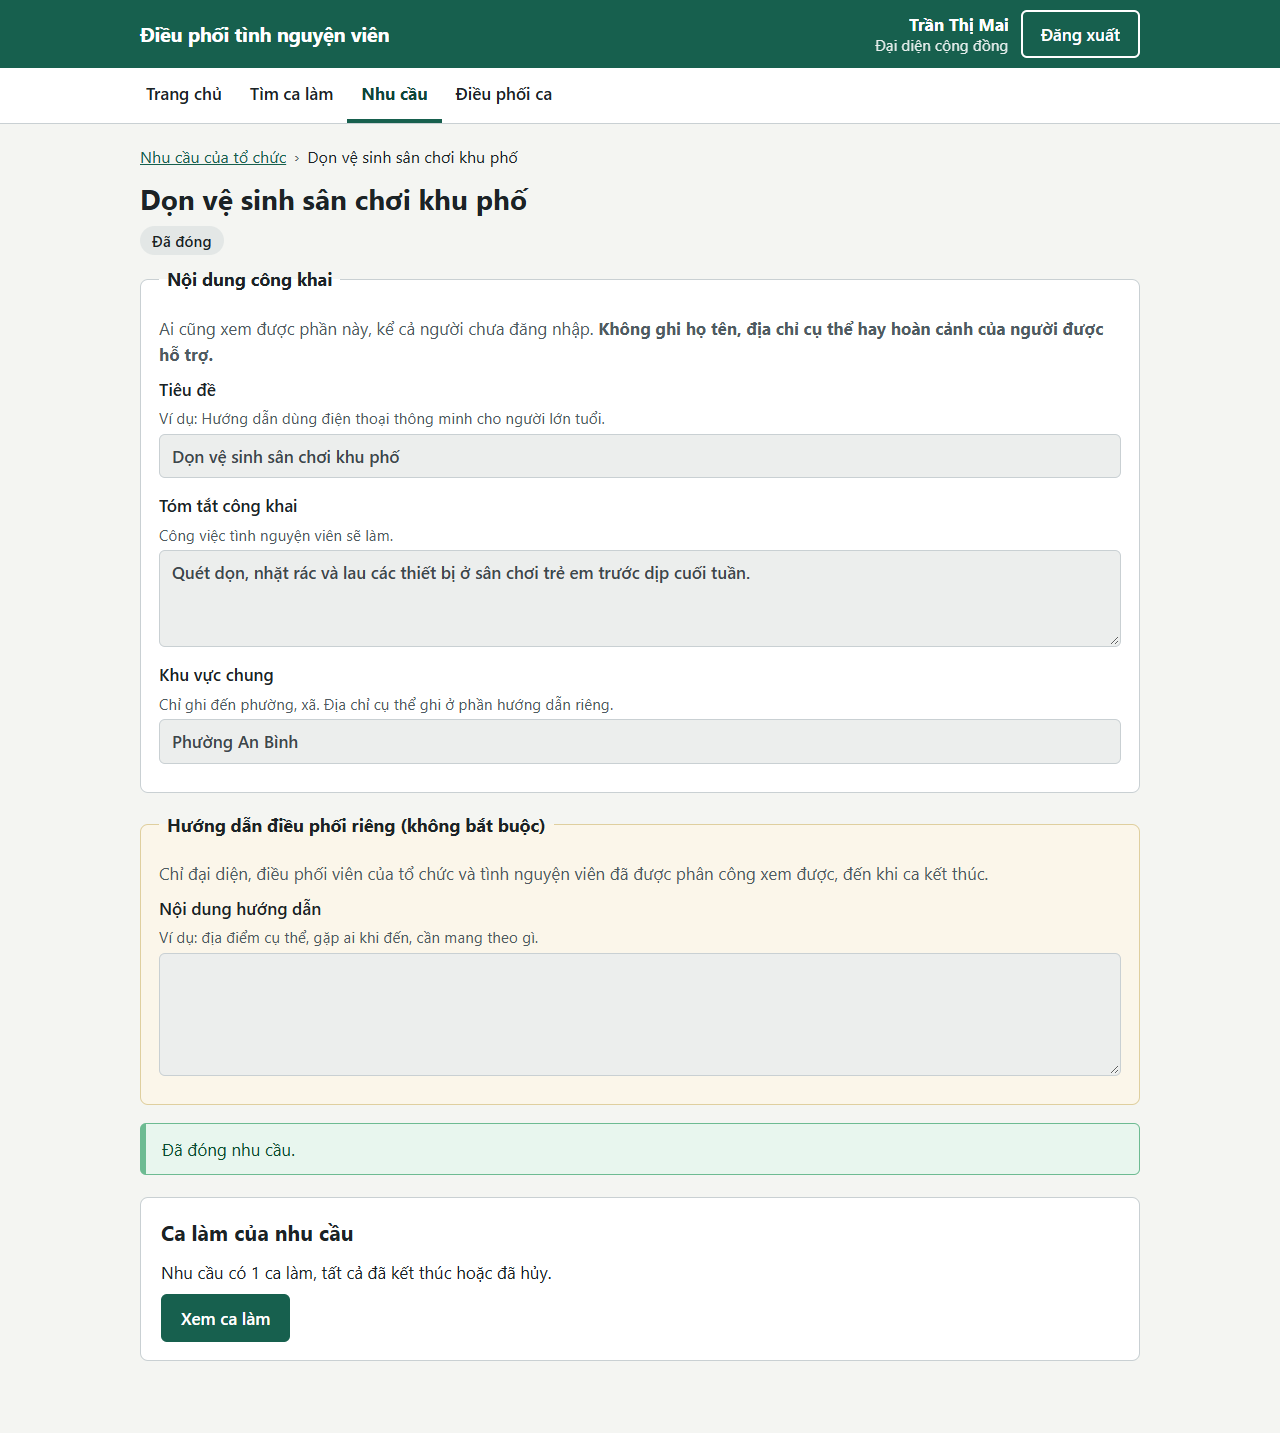 Điều phối tình nguyện viên
Trần Thị Mai
Đại diện cộng đồng
Đăng xuất
Trang chủ
Tìm ca làm
Nhu cầu
Điều phối ca
Nhu cầu của tổ chức › Dọn vệ sinh sân chơi khu phố
Dọn vệ sinh sân chơi khu phố
Đã đóng
Nội dung công khai
Ai cũng xem được phần này, kể cả người chưa đăng nhập. Không ghi họ tên, địa chỉ cụ thể hay hoàn cảnh của người được
hỗ trợ.
Tiêu đề
Ví dụ: Hướng dẫn dùng điện thoại thông minh cho người lớn tuổi.
Dọn vệ sinh sân chơi khu phố
Tóm tắt công khai
Công việc tình nguyện viên sẽ làm.
Quét dọn, nhặt rác và lau các thiết bị ở sân chơi trẻ em trước dịp cuối tuần.
Khu vực chung
Chỉ ghi đến phường, xã. Địa chỉ cụ thể ghi ở phần hướng dẫn riêng.
Phường An Bình
Hướng dẫn điều phối riêng (không bắt buộc)
Chỉ đại diện, điều phối viên của tổ chức và tình nguyện viên đã được phân công xem được, đến khi ca kết thúc.
Nội dung hướng dẫn
Ví dụ: địa điểm cụ thể, gặp ai khi đến, cần mang theo gì.
Đã đóng nhu cầu.
Ca làm của nhu cầu
Nhu cầu có 1 ca làm, tất cả đã kết thúc hoặc đã hủy.
Xem ca làm